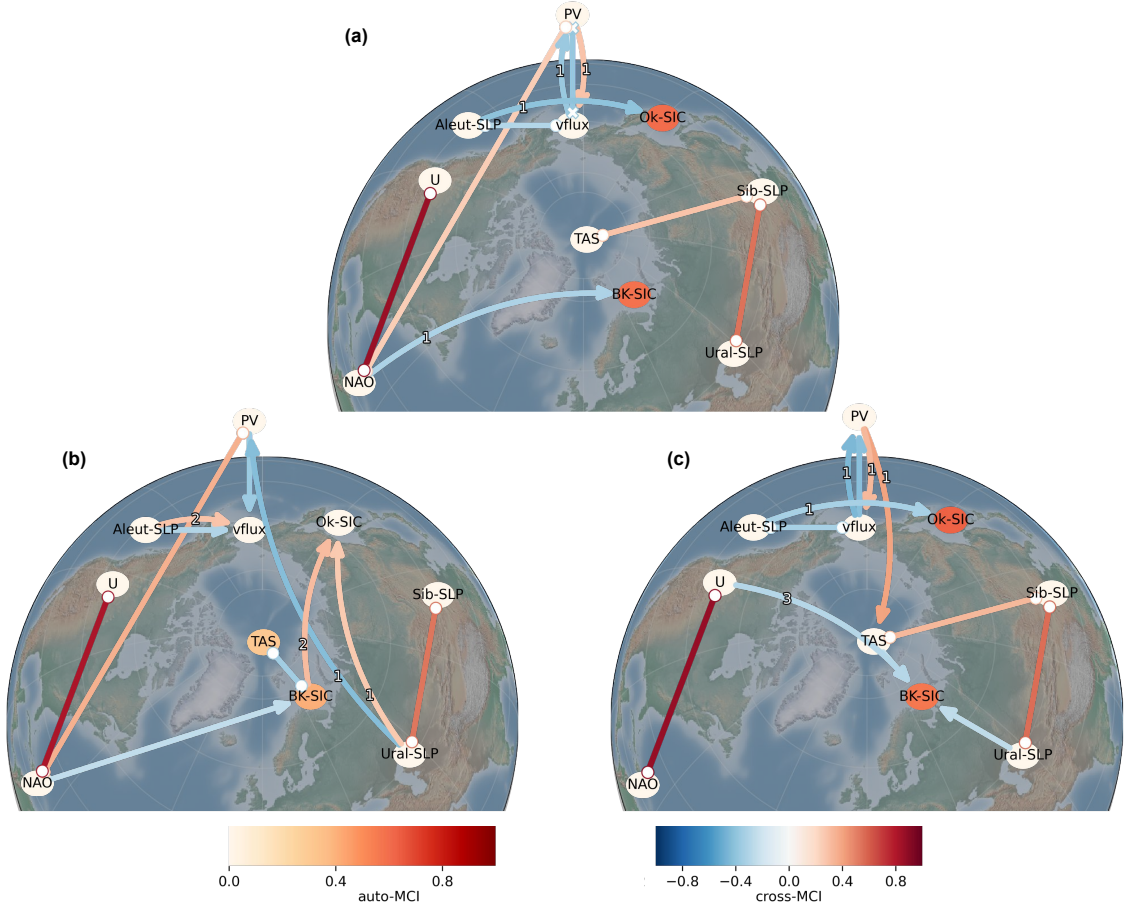 PV
(a)
1 1
1
Aleut-SLP vflux Ok-SIC
U Sib-SLP
TAS
BK-SIC
1
Ural-SLP
NAO
PV
(b)
2
Aleut-SLP vflux Ok-SIC
U Sib-SLP
TAS
2
1
BK-SIC
1
Ural-SLP
NAO
PV
(c)
1 1 1
1
Aleut-SLP vflux Ok-SIC
U Sib-SLP
3
TAS
BK-SIC
Ural-SLP
NAO
0.0 0.4 0.8
auto-MCI
−0.8 −0.4 0.0 0.4 0.8
cross-MCI